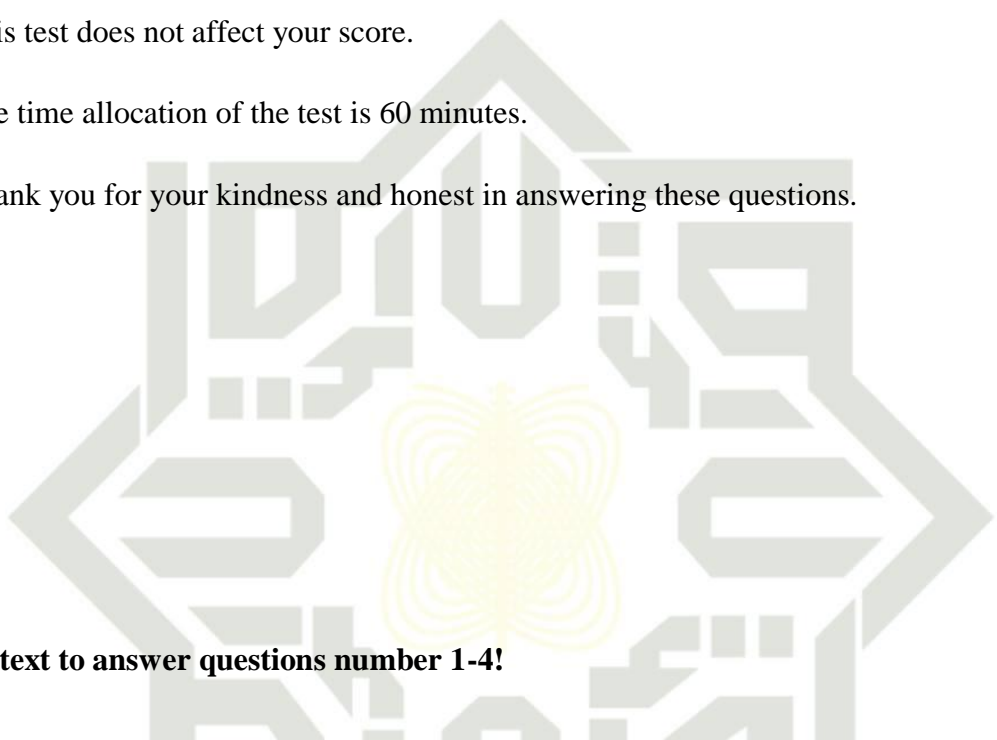 is test does not affect your score.
e time allocation of the test is 60 minutes.
ank you for your kindness and honest in answering these questions.
text to answer questions number 1-4!